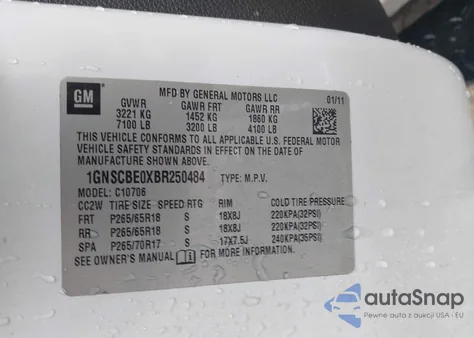 GM
MFD BY GENERAL MOTORS LLC
GVWR GAWR FRT GAWR RR 01/11
3221 KG 1452 KG 1860 KG
7100 LB 3200 LB 4100 LB
THIS VEHICLE CONFORMS TO ALL APPLICABLE U.S. FEDERAL MOTOR
VEHICLE SAFETY STANDARDS IN EFFECT ON THE DATE OF
MANUFACTURE SHOWN ABOVE.
1GNSCBE0XBR250484 TYPE: M.P.V.
MODEL: C10706
CC2W TIRE SIZE SPEED RTG RIM COLD TIRE PRESSURE
FRT P265/65R18 S 18X8J 220KPA(32PSI)
RR P265/65R18 S 18X8J 220KPA(32PSI)
SPA P265/70R17 S 17X7.5J 240KPA(35PSI)
SEE OWNER'S MANUAL FOR MORE INFORMATION.
autoSnap
Pewne auta z aukcji USA - EU